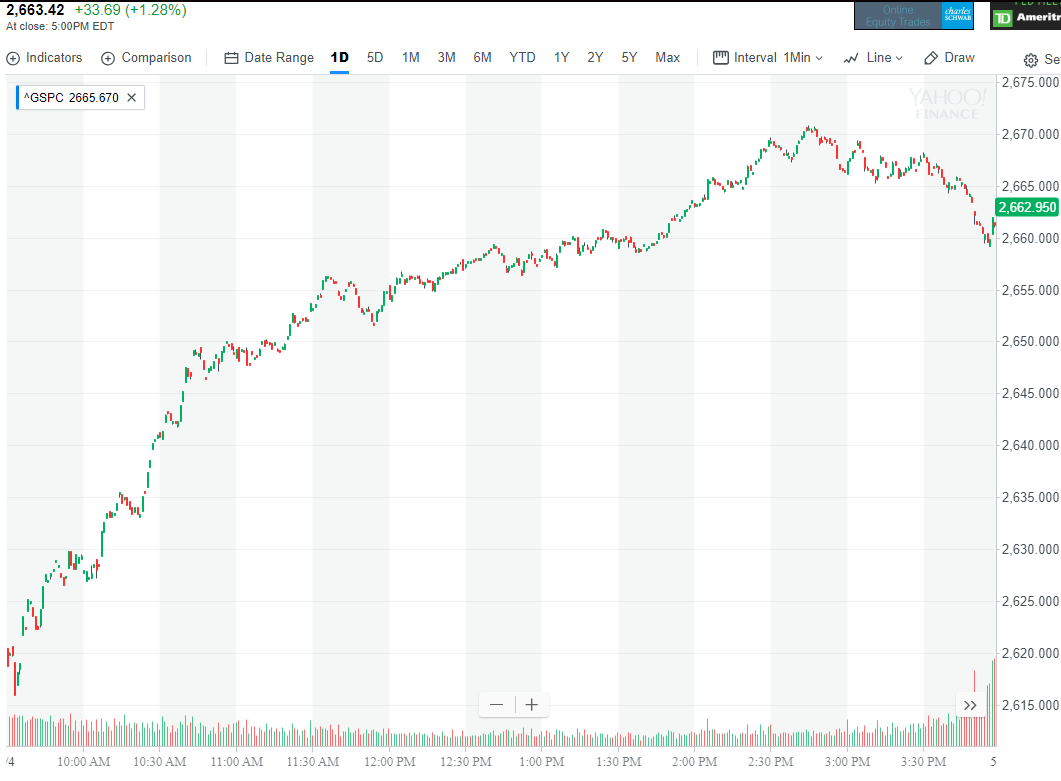 2,663.42 +33.69 (+1.28%)
At close: 5:00PM EDT
Online
Equity Trades
charles
SCHWAB
TD Ameritr
Indicators
Comparison
Date Range
1D
5D
1M
3M
6M
YTD
1Y
2Y
5Y
Max
Interval 1Min
Line
Draw
Se
^GSPC 2665.670
YAHOO!
FINANCE
2,675.000
2,670.000
2,665.000
2,662.950
2,660.000
2,655.000
2,650.000
2,645.000
2,640.000
2,635.000
2,630.000
2,625.000
2,620.000
2,615.000
/4
10:00 AM
10:30 AM
11:00 AM
11:30 AM
12:00 PM
12:30 PM
1:00 PM
1:30 PM
2:00 PM
2:30 PM
3:00 PM
3:30 PM
5